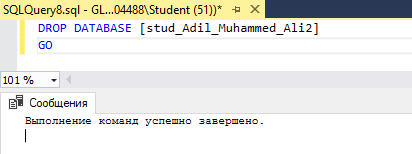 SQLQuery8.sql - GL...04488\Student (51))*
DROP DATABASE [stud_Adil_Muhammed_Ali2]
GO
101 %
Сообщения
Выполнение команд успешно завершено.